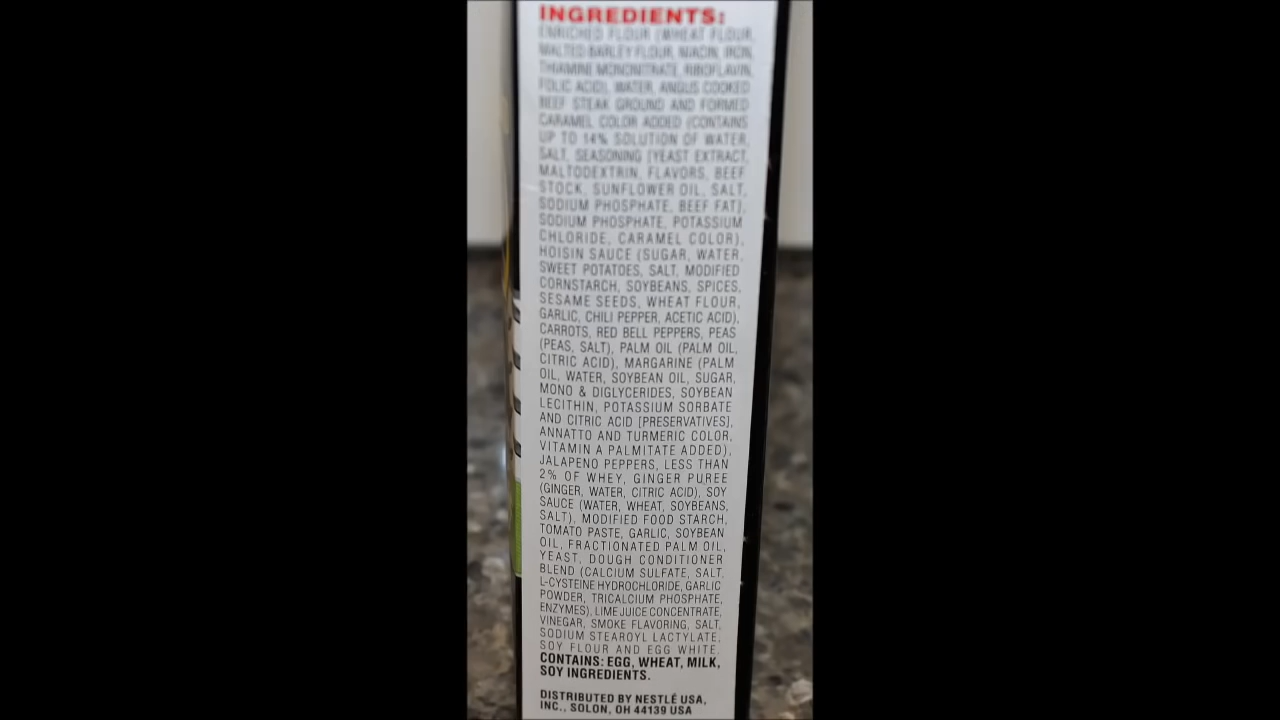 INGREDIENTS:
ENRICHED FLOUR (WHEAT FLOUR,
MALTED BARLEY FLOUR, NIACIN, IRON,
THIAMINE MONONITRATE, RIBOFLAVIN,
FOLIC ACID), WATER, ANGUS COOKED
BEEF STEAK GROUND AND FORMED
CARAMEL COLOR ADDED (CONTAINS
UP TO 14% SOLUTION OF WATER,
SALT, SEASONING [YEAST EXTRACT,
MALTODEXTRIN, FLAVORS, BEEF
STOCK, SUNFLOWER OIL, SALT,
SODIUM PHOSPHATE, BEEF FAT],
SODIUM PHOSPHATE, POTASSIUM
CHLORIDE, CARAMEL COLOR),
HOISIN SAUCE (SUGAR, WATER,
SWEET POTATOES, SALT, MODIFIED
CORNSTARCH, SOYBEANS, SPICES,
SESAME SEEDS, WHEAT FLOUR,
GARLIC, CHILI PEPPER, ACETIC ACID),
CARROTS, RED BELL PEPPERS, PEAS
(PEAS, SALT), PALM OIL (PALM OIL,
CITRIC ACID), MARGARINE (PALM
OIL, WATER, SOYBEAN OIL, SUGAR,
MONO & DIGLYCERIDES, SOYBEAN
LECITHIN, POTASSIUM SORBATE
AND CITRIC ACID [PRESERVATIVES],
ANNATTO AND TURMERIC COLOR,
VITAMIN A PALMITATE ADDED),
JALAPENO PEPPERS, LESS THAN
2% OF WHEY, GINGER PUREE
(GINGER, WATER, CITRIC ACID), SOY
SAUCE (WATER, WHEAT, SOYBEANS,
SALT), MODIFIED FOOD STARCH,
TOMATO PASTE, GARLIC, SOYBEAN
OIL, FRACTIONATED PALM OIL,
YEAST, DOUGH CONDITIONER
BLEND (CALCIUM SULFATE, SALT,
L-CYSTEINE HYDROCHLORIDE, GARLIC
POWDER, TRICALCIUM PHOSPHATE,
ENZYMES), LIME JUICE CONCENTRATE,
VINEGAR, SMOKE FLAVORING, SALT,
SODIUM STEAROYL LACTYLATE,
SOY FLOUR AND EGG WHITE.
CONTAINS: EGG, WHEAT, MILK,
SOY INGREDIENTS.
DISTRIBUTED BY NESTLÉ USA,
INC., SOLON, OH 44139 USA